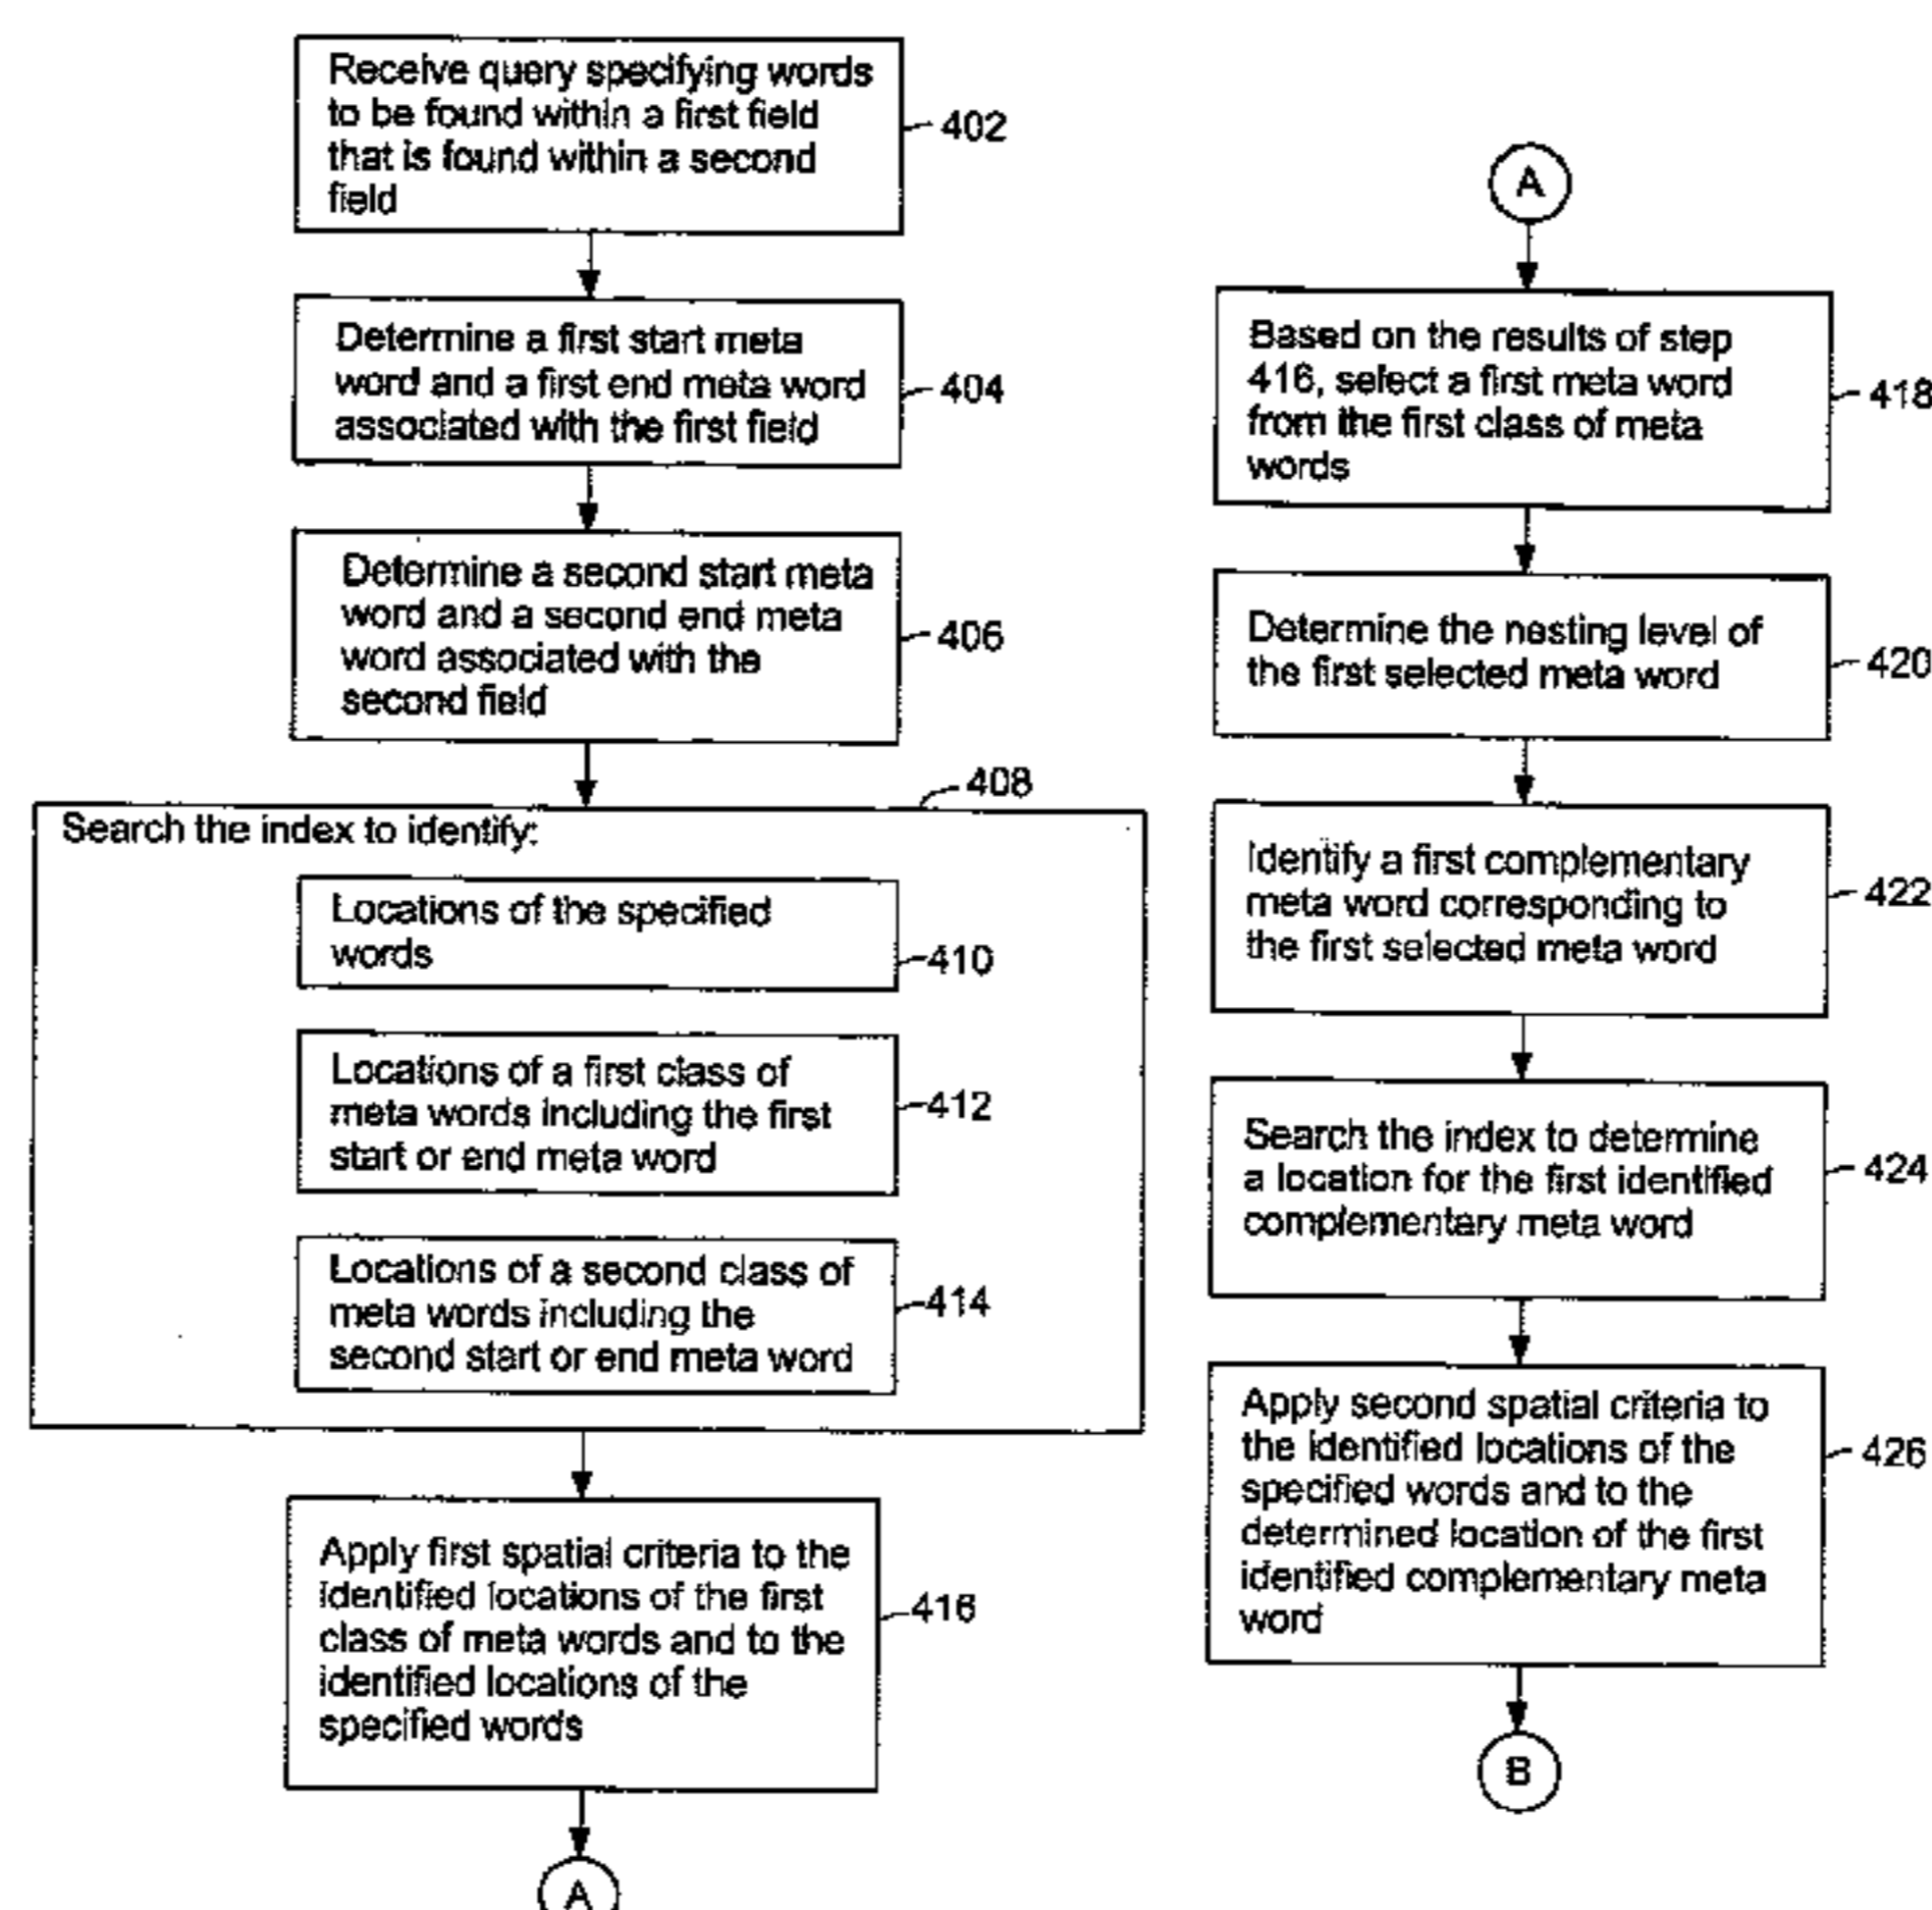 Receive query specifying words
to be found within a first field
that is found within a second
field
402
Determine a first start meta
word and a first end meta word
associated with the first field
404
Determine a second start meta
word and a second end meta
word associated with the
second field
406
408
Search the index to identify:
Locations of the specified
words
410
Locations of a first class of
meta words including the first
start or end meta word
412
Locations of a second class of
meta words including the
second start or end meta word
414
Apply first spatial criteria to the
identified locations of the first
class of meta words and to the
identified locations of the
specified words
416
A
A
Based on the results of step
416, select a first meta word
from the first class of meta
words
418
Determine the nesting level of
the first selected meta word
420
Identify a first complementary
meta word corresponding to
the first selected meta word
422
Search the index to determine
a location for the first identified
complementary meta word
424
Apply second spatial criteria to
the identified locations of the
specified words and to the
determined location of the first
identified complementary meta
word
426
B